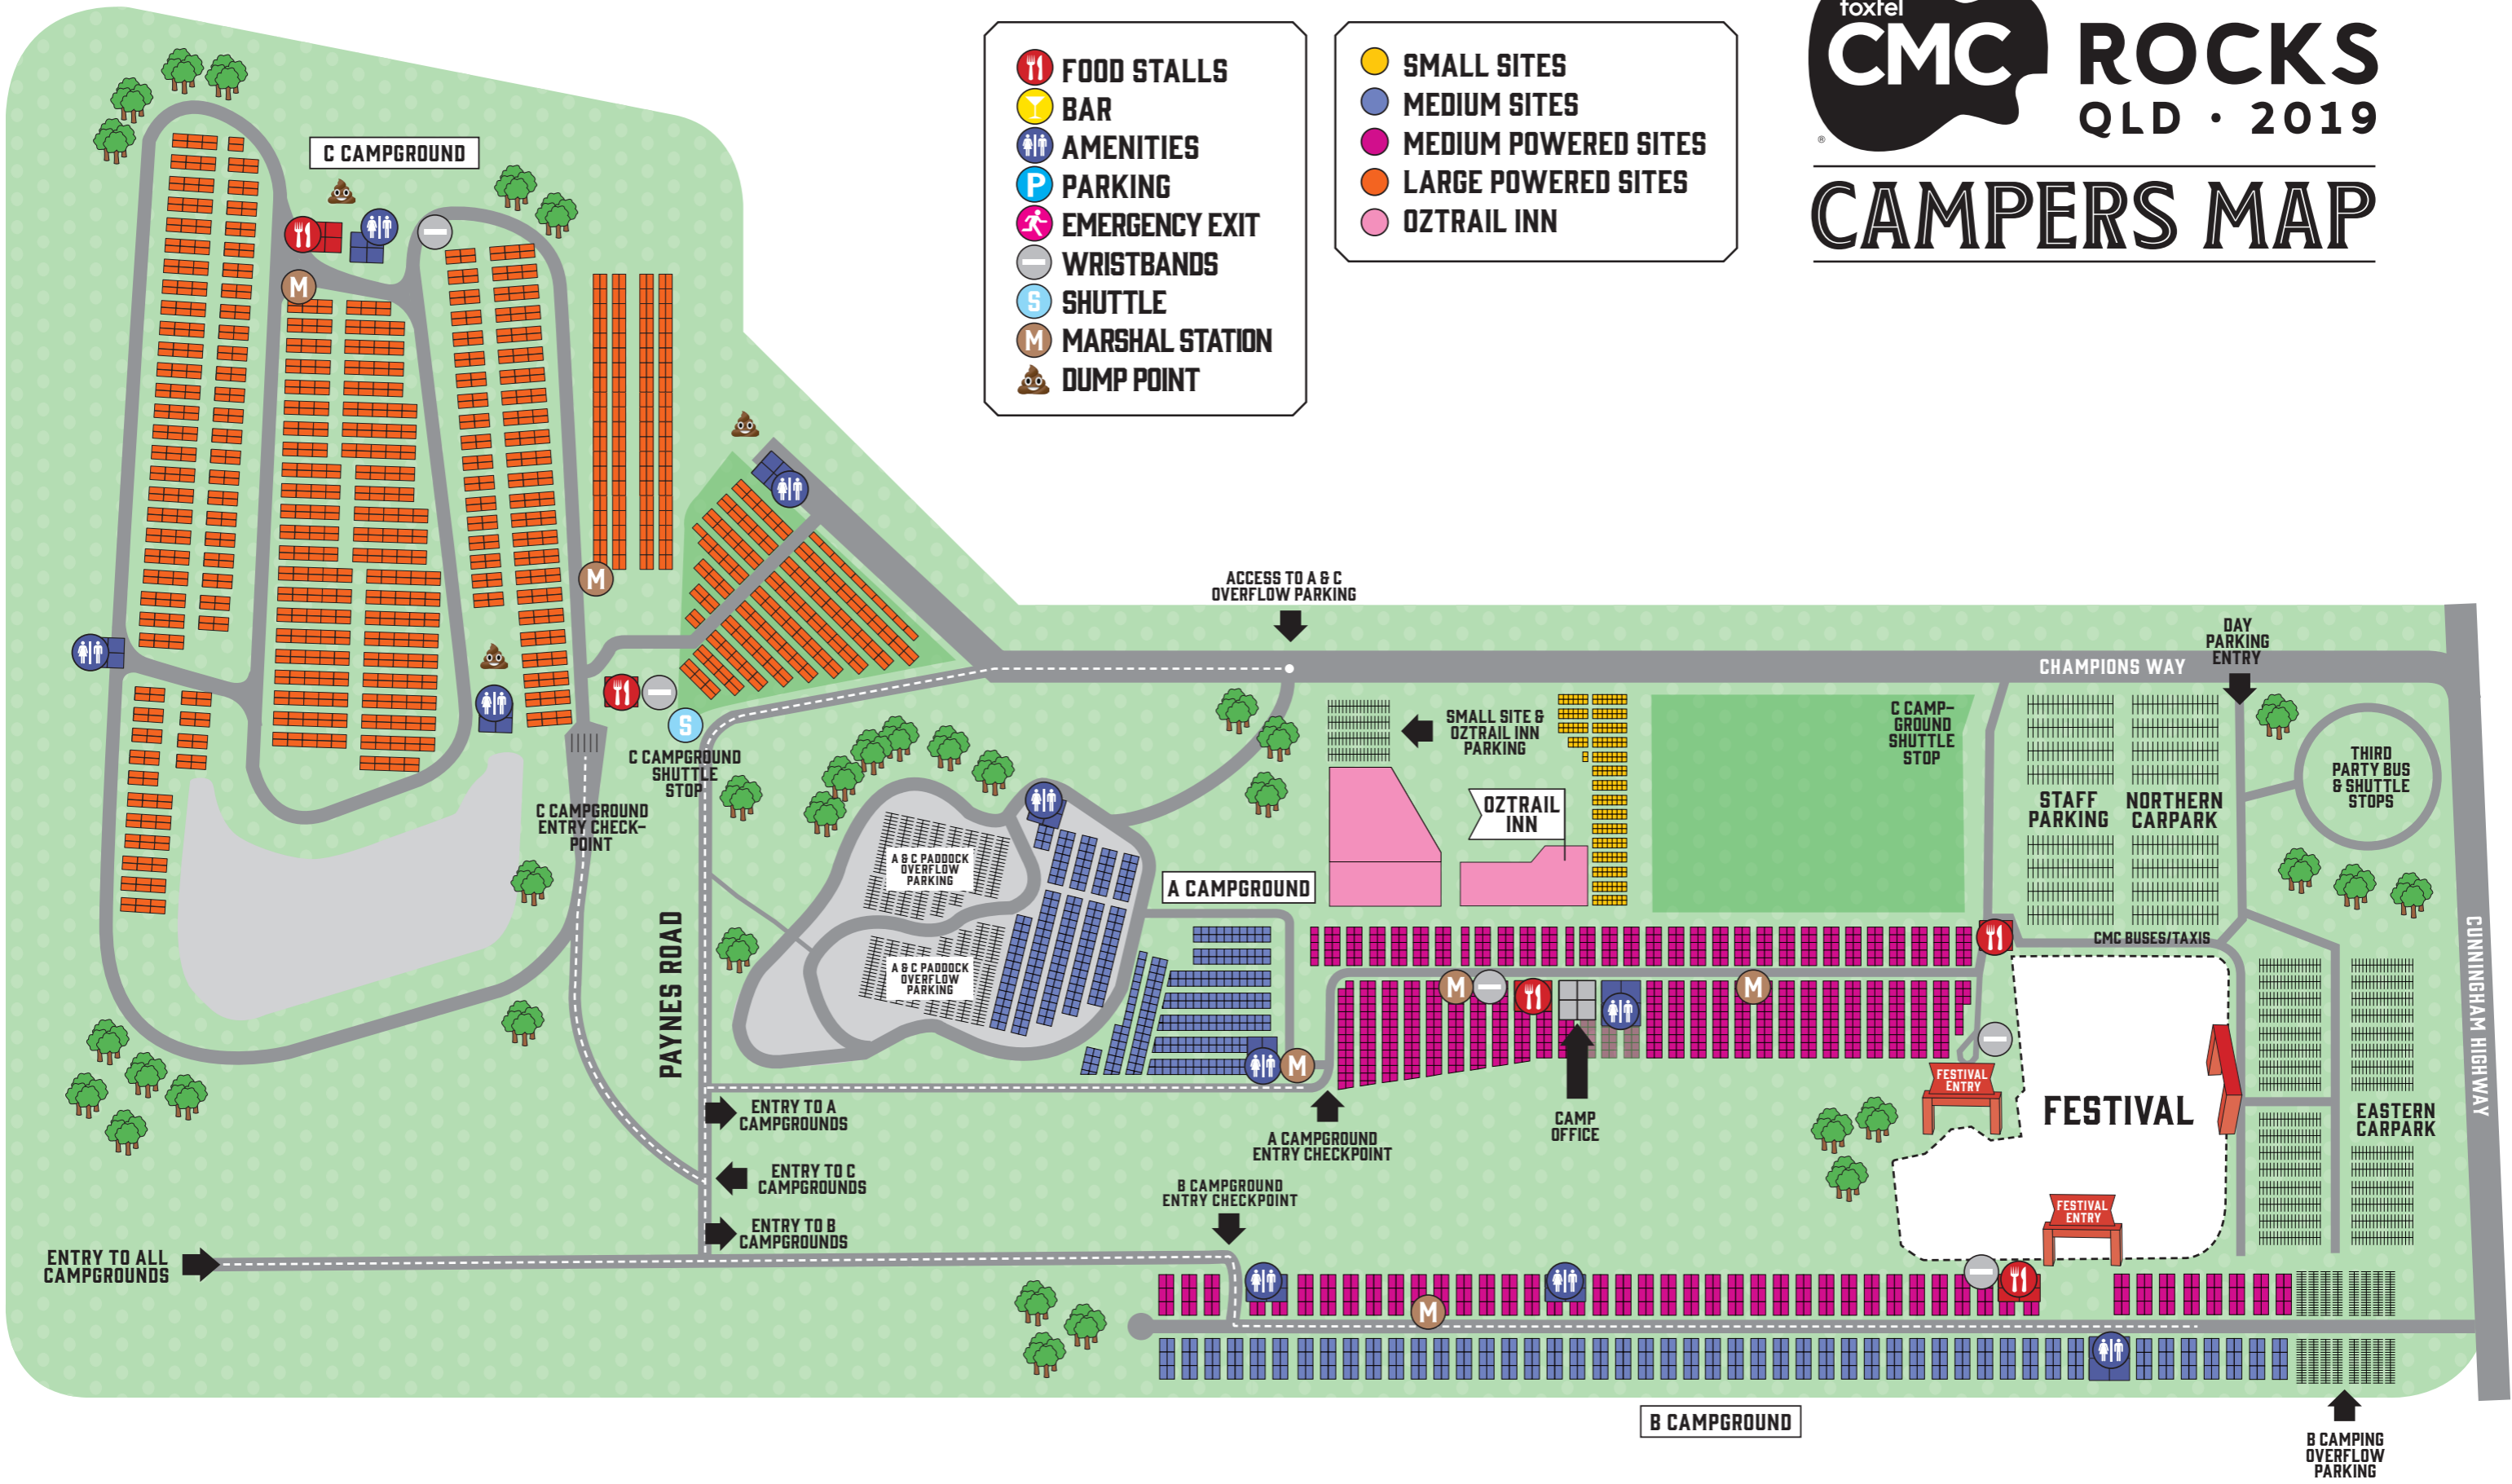 foxtel
CMC
®
ROCKS
QLD · 2019
CAMPERS MAP
FOOD STALLS
BAR
AMENITIES
P
PARKING
EMERGENCY EXIT
WRISTBANDS
S
SHUTTLE
M
MARSHAL STATION
DUMP POINT
SMALL SITES
MEDIUM SITES
MEDIUM POWERED SITES
LARGE POWERED SITES
OZTRAIL INN
C CAMPGROUND
M
M
S
C CAMPGROUND
SHUTTLE
STOP
C CAMPGROUND
ENTRY CHECK-
POINT
ACCESS TO A & C
OVERFLOW PARKING
CHAMPIONS WAY
DAY
PARKING
ENTRY
SMALL SITE &
OZTRAIL INN
PARKING
OZTRAIL
INN
C CAMP-
GROUND
SHUTTLE
STOP
STAFF
PARKING
NORTHERN
CARPARK
THIRD
PARTY BUS
& SHUTTLE
STOPS
A & C PADDOCK
OVERFLOW
PARKING
A & C PADDOCK
OVERFLOW
PARKING
A CAMPGROUND
PAYNES ROAD
CMC BUSES/TAXIS
CUNNINGHAM HIGHWAY
M
M
M
FESTIVAL
ENTRY
FESTIVAL
EASTERN
CARPARK
ENTRY TO A
CAMPGROUNDS
A CAMPGROUND
ENTRY CHECKPOINT
CAMP
OFFICE
ENTRY TO C
CAMPGROUNDS
B CAMPGROUND
ENTRY CHECKPOINT
FESTIVAL
ENTRY
ENTRY TO B
CAMPGROUNDS
ENTRY TO ALL
CAMPGROUNDS
M
B CAMPGROUND
B CAMPING
OVERFLOW
PARKING